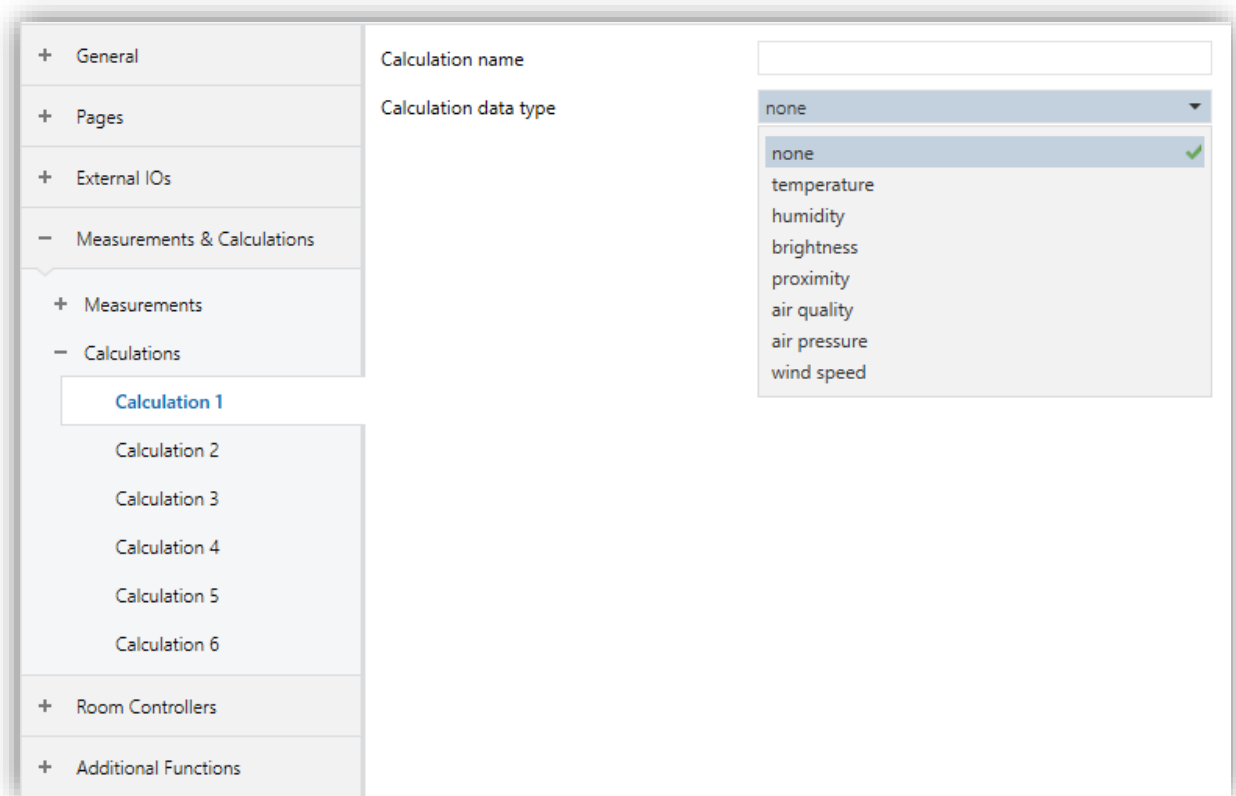 General
Pages
External IOs
Measurements & Calculations
Measurements
Calculations
Calculation 1
Calculation 2
Calculation 3
Calculation 4
Calculation 5
Calculation 6
Room Controllers
Additional Functions
Calculation name
Calculation data type
none
none
temperature
humidity
brightness
proximity
air quality
air pressure
wind speed